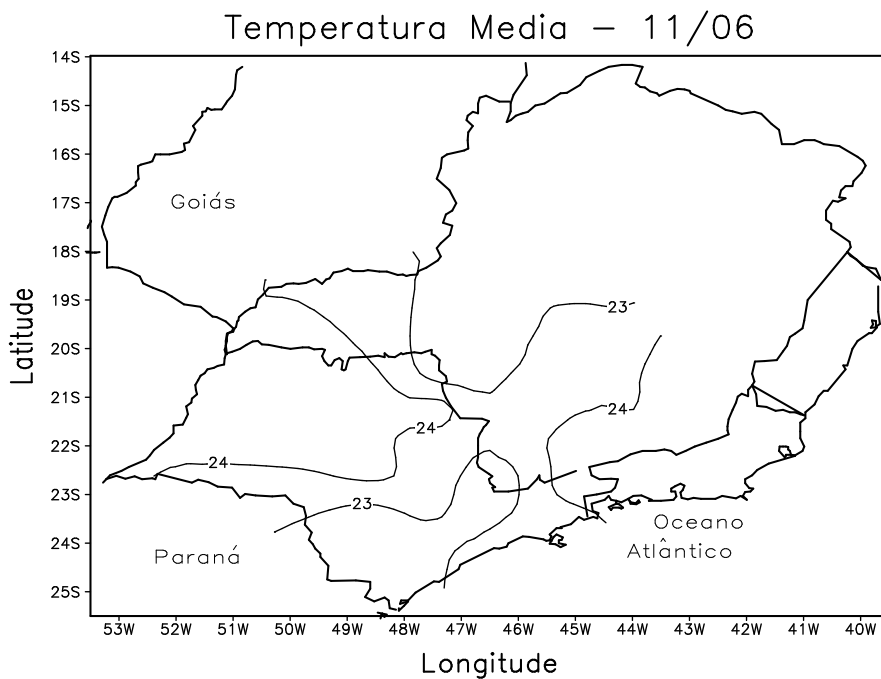 Temperatura Media - 11/06
14S
15S
16S
17S
18S
19S
20S
21S
22S
23S
24S
25S
Latitude
Goiás
23
24
24
24
23
Oceano
Atlântico
Paraná
53W 52W 51W 50W 49W 48W 47W 46W 45W 44W 43W 42W 41W 40W
Longitude